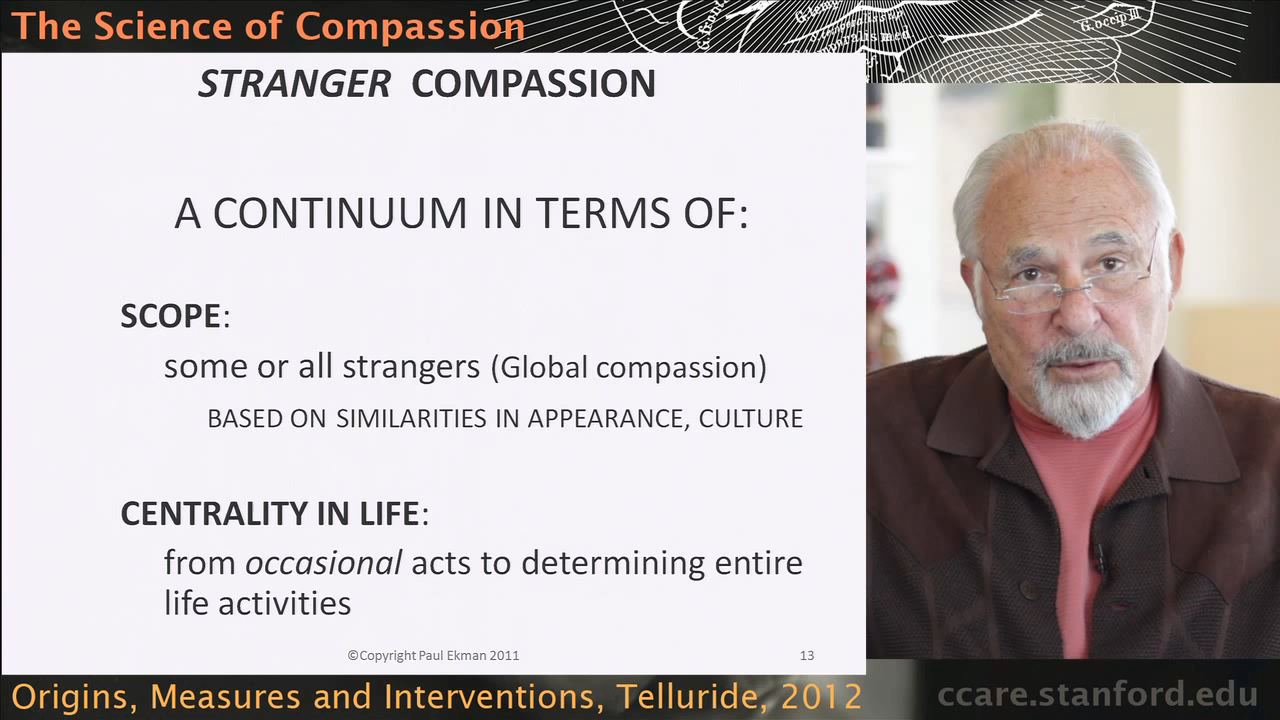 The Science of Compassion
G.occip
STRANGER COMPASSION
A CONTINUUM IN TERMS OF:
SCOPE:
some or all strangers (Global compassion)
BASED ON SIMILARITIES IN APPEARANCE, CULTURE
CENTRALITY IN LIFE:
from occasional acts to determining entire
life activities
©Copyright Paul Ekman 2011
13
Origins, Measures and Interventions, Telluride, 2012
ccare.stanford.edu